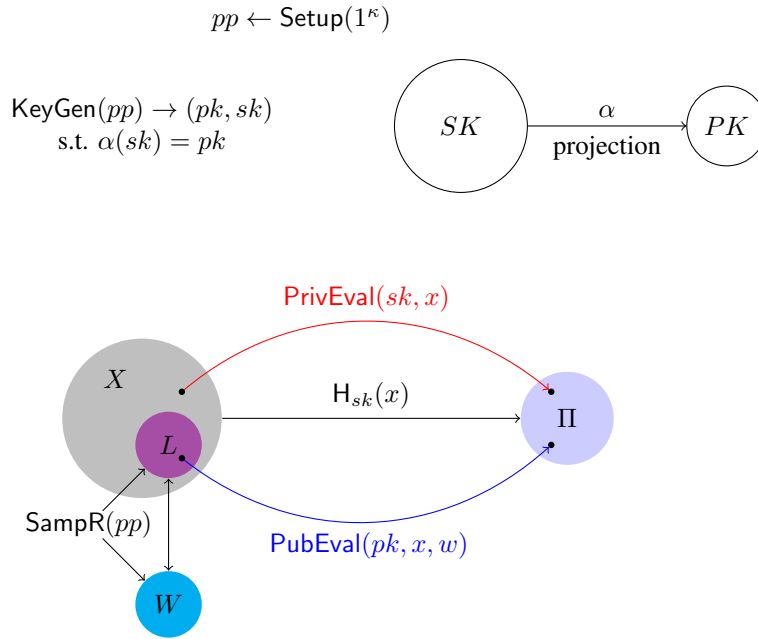 pp ← Setup(1^κ)
KeyGen(pp) → (pk, sk)
s.t. α(sk) = pk
SK
α
projection
PK
PrivEval(sk, x)
X
H_sk(x)
Π
L
SampR(pp)
PubEval(pk, x, w)
W